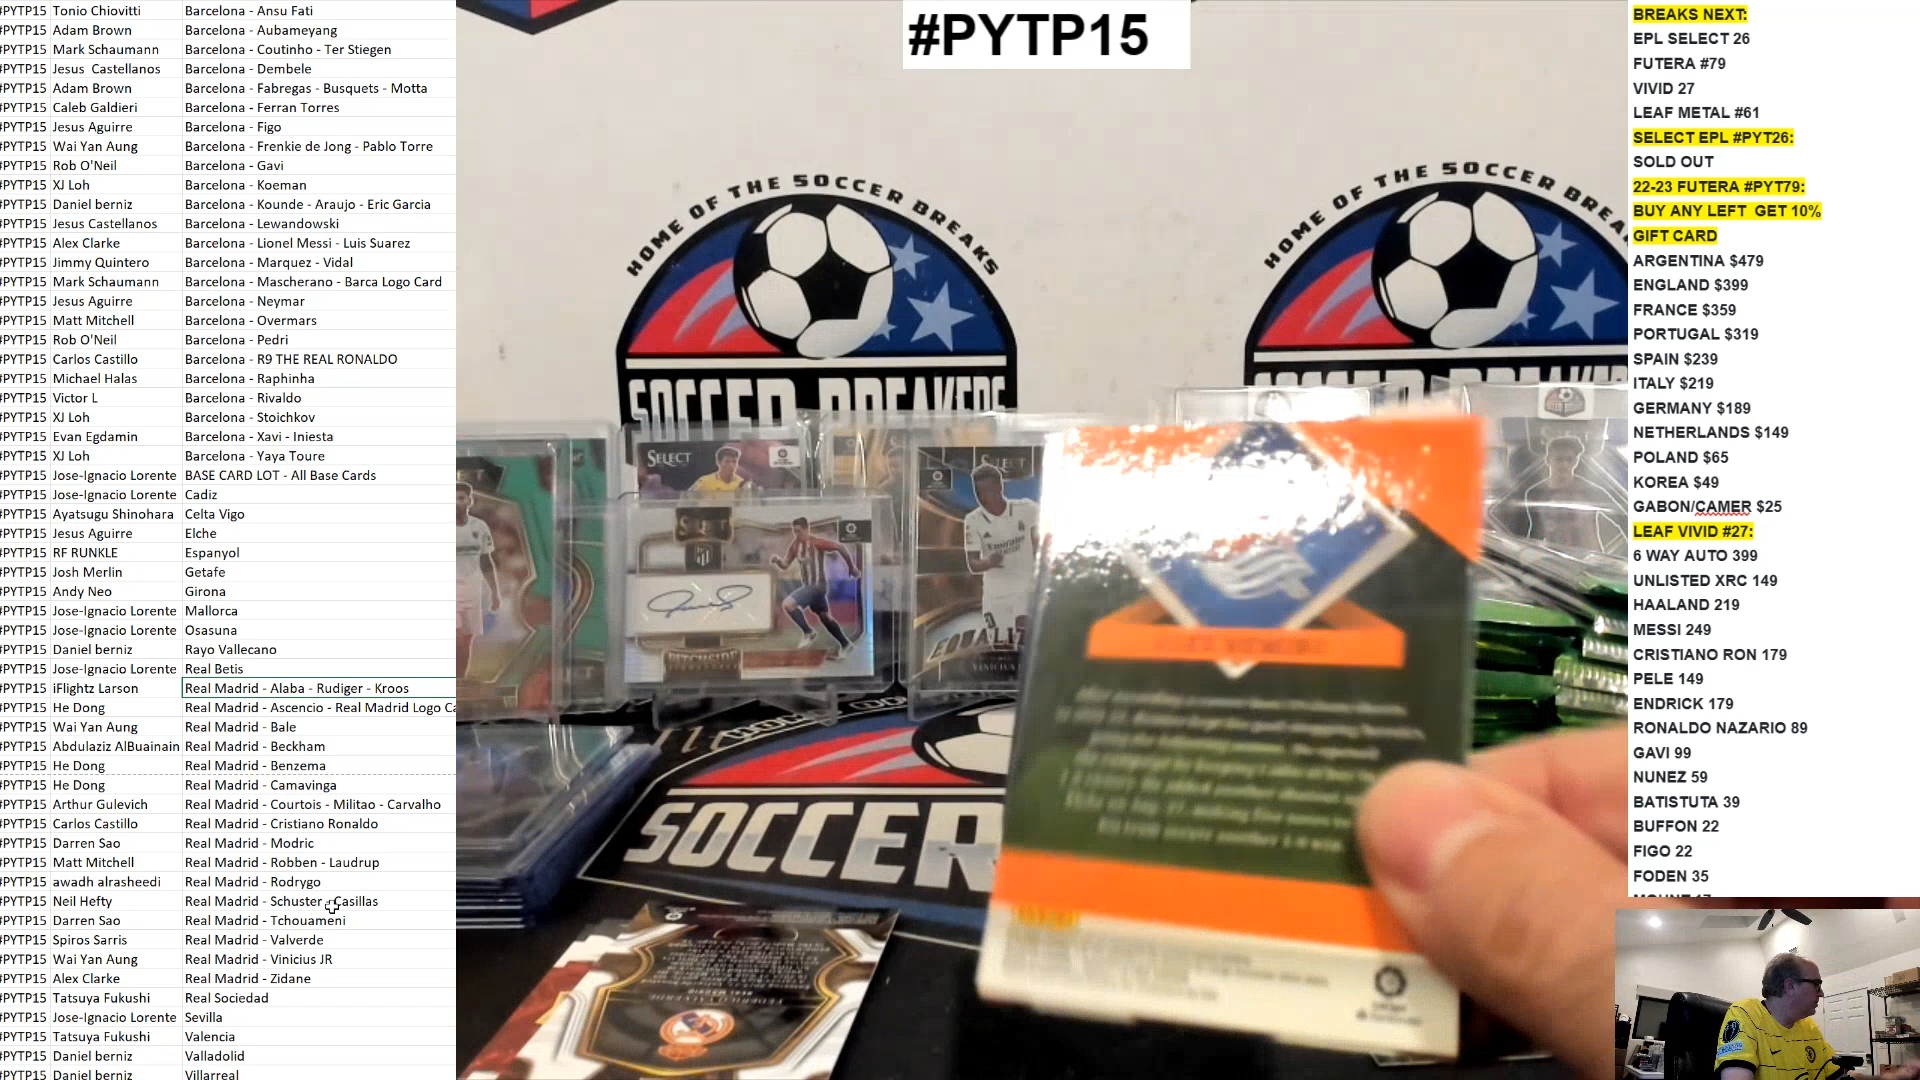 #PYTP15 Tonio Chiovitti Barcelona - Ansu Fati
#PYTP15 Adam Brown Barcelona - Aubameyang
#PYTP15 Mark Schaumann Barcelona - Coutinho - Ter Stiegen
#PYTP15 Jesus Castellanos Barcelona - Dembele
#PYTP15 Adam Brown Barcelona - Fabregas - Busquets - Motta
#PYTP15 Caleb Galdieri Barcelona - Ferran Torres
#PYTP15 Jesus Aguirre Barcelona - Figo
#PYTP15 Wai Yan Aung Barcelona - Frenkie de Jong - Pablo Torre
#PYTP15 Rob O'Neil Barcelona - Gavi
#PYTP15 XJ Loh Barcelona - Koeman
#PYTP15 Daniel berniz Barcelona - Kounde - Araujo - Eric Garcia
#PYTP15 Jesus Castellanos Barcelona - Lewandowski
#PYTP15 Alex Clarke Barcelona - Lionel Messi - Luis Suarez
#PYTP15 Jimmy Quintero Barcelona - Marquez - Vidal
#PYTP15 Mark Schaumann Barcelona - Mascherano - Barca Logo Card
#PYTP15 Jesus Aguirre Barcelona - Neymar
#PYTP15 Matt Mitchell Barcelona - Overmars
#PYTP15 Rob O'Neil Barcelona - Pedri
#PYTP15 Carlos Castillo Barcelona - R9 THE REAL RONALDO
#PYTP15 Michael Halas Barcelona - Raphinha
#PYTP15 Victor L Barcelona - Rivaldo
#PYTP15 XJ Loh Barcelona - Stoichkov
#PYTP15 Evan Egdamin Barcelona - Xavi - Iniesta
#PYTP15 XJ Loh Barcelona - Yaya Toure
#PYTP15 Jose-Ignacio Lorente BASE CARD LOT - All Base Cards
#PYTP15 Jose-Ignacio Lorente Cadiz
#PYTP15 Ayatsugu Shinohara Celta Vigo
#PYTP15 Jesus Aguirre Elche
#PYTP15 RF RUNKLE Espanyol
#PYTP15 Josh Merlin Getafe
#PYTP15 Andy Neo Girona
#PYTP15 Jose-Ignacio Lorente Mallorca
#PYTP15 Jose-Ignacio Lorente Osasuna
#PYTP15 Daniel berniz Rayo Vallecano
#PYTP15 Jose-Ignacio Lorente Real Betis
#PYTP15 iFlightz Larson Real Madrid - Alaba - Rudiger - Kroos
#PYTP15 He Dong Real Madrid - Ascencio - Real Madrid Logo Ca
#PYTP15 Wai Yan Aung Real Madrid - Bale
#PYTP15 Abdulaziz AlBuainain Real Madrid - Beckham
#PYTP15 He Dong Real Madrid - Benzema
#PYTP15 He Dong Real Madrid - Camavinga
#PYTP15 Arthur Gulevich Real Madrid - Courtois - Militao - Carvalho
#PYTP15 Carlos Castillo Real Madrid - Cristiano Ronaldo
#PYTP15 Darren Sao Real Madrid - Modric
#PYTP15 Matt Mitchell Real Madrid - Robben - Laudrup
#PYTP15 awadh alrasheedi Real Madrid - Rodrygo
#PYTP15 Neil Hefty Real Madrid - Schuster - Casillas
#PYTP15 Darren Sao Real Madrid - Tchouameni
#PYTP15 Spiros Sarris Real Madrid - Valverde
#PYTP15 Wai Yan Aung Real Madrid - Vinicius JR
#PYTP15 Alex Clarke Real Madrid - Zidane
#PYTP15 Tatsuya Fukushi Real Sociedad
#PYTP15 Jose-Ignacio Lorente Sevilla
#PYTP15 Tatsuya Fukushi Valencia
#PYTP15 Daniel berniz Valladolid
#PYTP15 Daniel berniz Villarreal
#PYTP15
HOME OF THE SOCCER BREAKS
SOCCER BREAKERS
HOME OF THE SOCCER BREA
SELECT
SELECT
PITCHSIDE
EQUALIZ
VINICIUS
SOCCER
FEDERICO VALVERDE
REAL MADRID
BREAKS NEXT:
EPL SELECT 26
FUTERA #79
VIVID 27
LEAF METAL #61
SELECT EPL #PYT26:
SOLD OUT
22-23 FUTERA #PYT79:
BUY ANY LEFT GET 10%
GIFT CARD
ARGENTINA $479
ENGLAND $399
FRANCE $359
PORTUGAL $319
SPAIN $239
ITALY $219
GERMANY $189
NETHERLANDS $149
POLAND $65
KOREA $49
GABON/CAMER $25
LEAF VIVID #27:
6 WAY AUTO 399
UNLISTED XRC 149
HAALAND 219
MESSI 249
CRISTIANO RON 179
PELE 149
ENDRICK 179
RONALDO NAZARIO 89
GAVI 99
NUNEZ 59
BATISTUTA 39
BUFFON 22
FIGO 22
FODEN 35